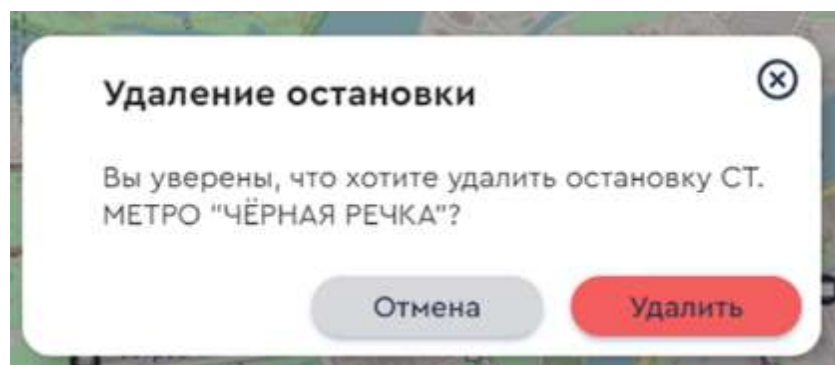 Удаление остановки
Вы уверены, что хотите удалить остановку СТ.
МЕТРО "ЧЁРНАЯ РЕЧКА"?
Отмена
Удалить